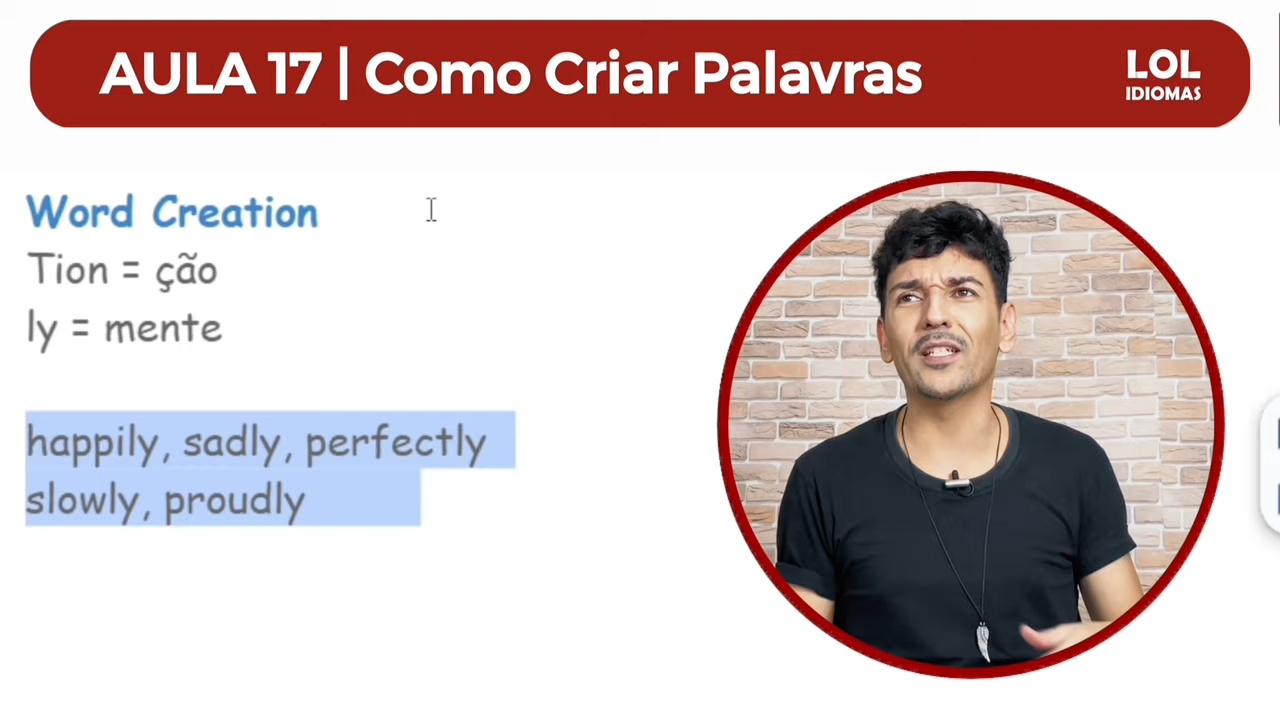 AULA 17 | Como Criar Palavras
LOL
IDIOMAS
Word Creation
Tion = ção
ly = mente
happily, sadly, perfectly
slowly, proudly